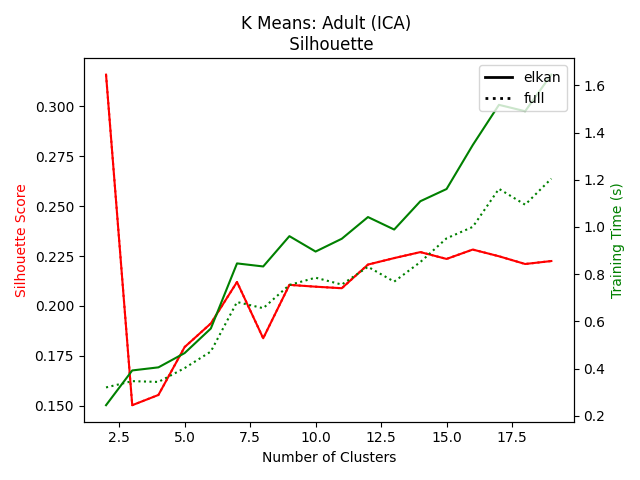 K Means: Adult (ICA)
Silhouette
elkan
full
0.300
0.275
0.250
0.225
0.200
0.175
0.150
Silhouette Score
1.6
1.4
1.2
1.0
0.8
0.6
0.4
0.2
Training Time (s)
2.5 5.0 7.5 10.0 12.5 15.0 17.5
Number of Clusters